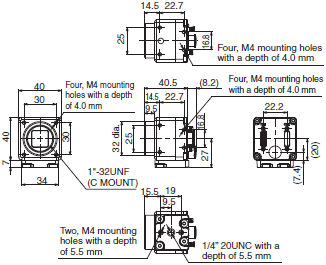 14.5 22.7
25
16.8
Four, M4 mounting holes
with a depth of 4.0 mm
40
30
Four, M4 mounting
holes with a depth
of 4.0 mm
40.5 (8.2)
14.5 22.7
9.5
Four, M4 mounting
holes with a depth
of 4.0 mm
22.2
40
30
7
34
32 dia.
25
16.8
27
(20)
(7.4)
1"-32UNF
(C MOUNT)
15.5 19
9.5
Two, M4 mounting
holes with a depth
of 5.5 mm
1/4" 20UNC with a
depth of 5.5 mm